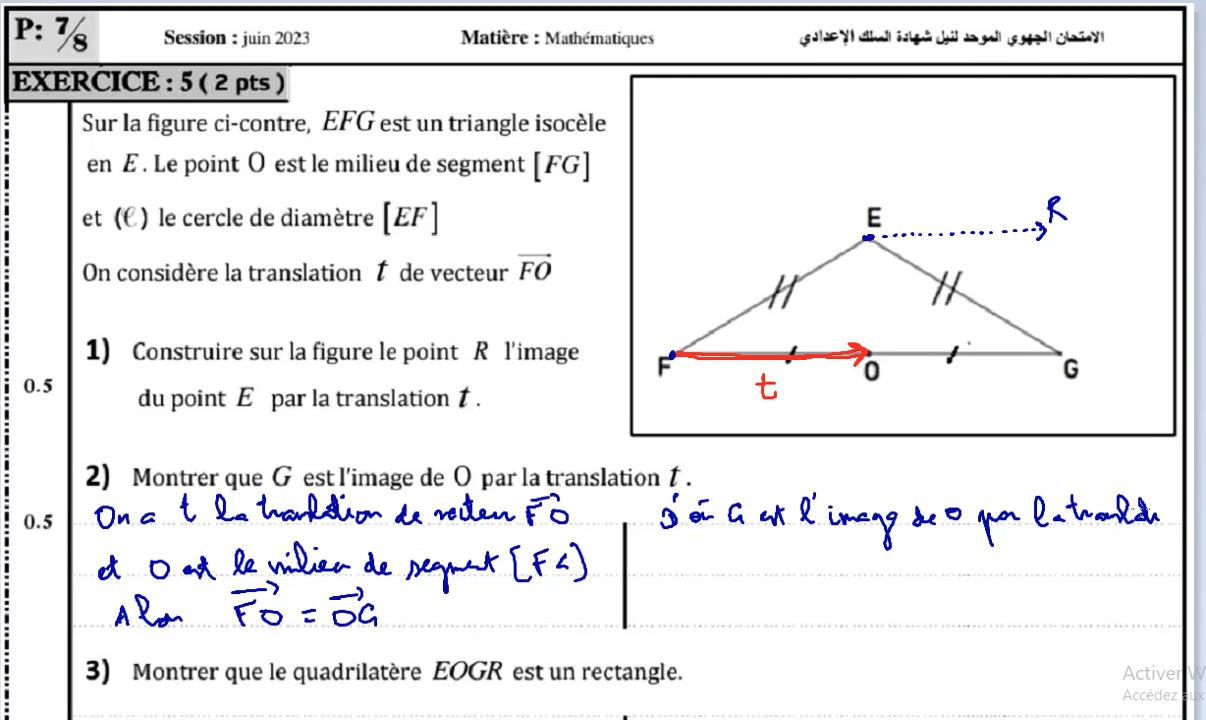 P: 7/8
Session : juin 2023
Matière : Mathématiques
الامتحان الجهوي الموحد لنيل شهادة السلك الإعدادي
EXERCICE : 5 ( 2 pts )
Sur la figure ci-contre, EFG est un triangle isocèle
en E. Le point O est le milieu de segment [FG]
et (𝒞) le cercle de diamètre [EF]
On considère la translation t de vecteur FO
1) Construire sur la figure le point R l'image
0.5
du point E par la translation t.
E
R
F
O
G
t
2) Montrer que G est l'image de O par la translation t.
0.5
On a t la translation de vecteur FO
et O est le milieu de segment [FG]
Alors FO = OG
D'où G est l'image de O par la
3) Montrer que le quadrilatère EOGR est un rectangle.
Activer W
Accédez aux